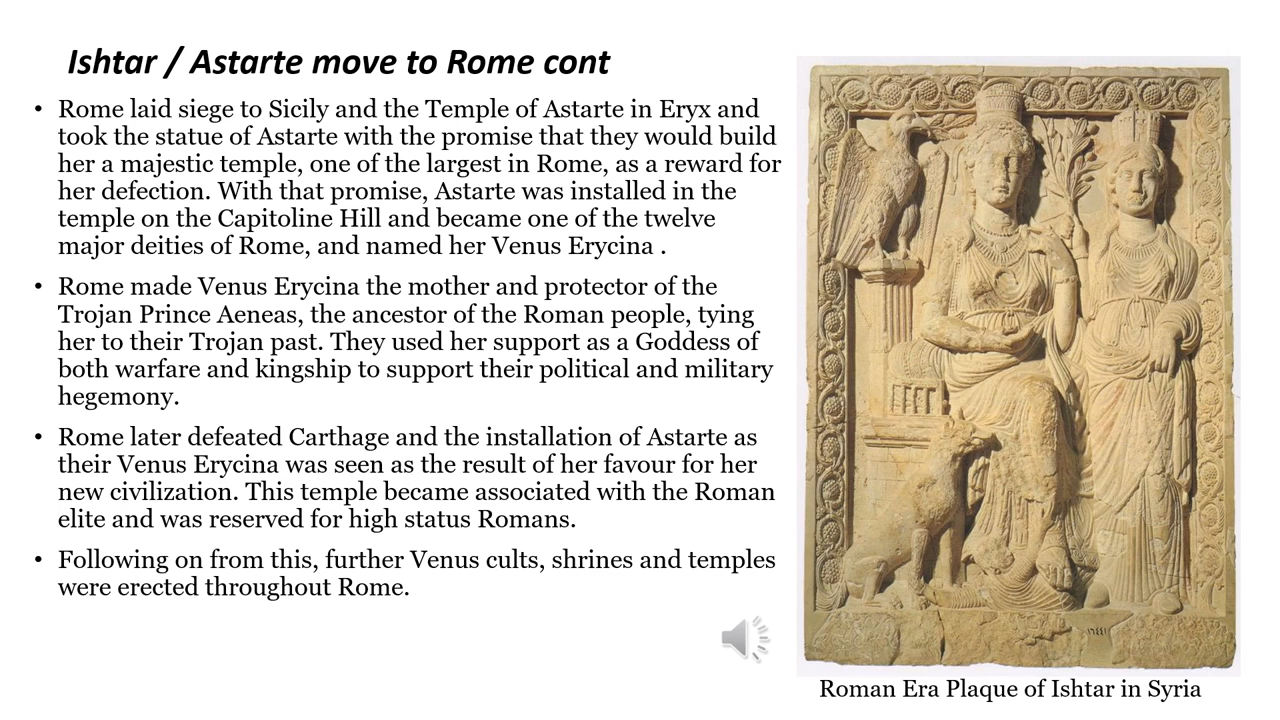 Ishtar / Astarte move to Rome cont
• Rome laid siege to Sicily and the Temple of Astarte in Eryx and
took the statue of Astarte with the promise that they would build
her a majestic temple, one of the largest in Rome, as a reward for
her defection. With that promise, Astarte was installed in the
temple on the Capitoline Hill and became one of the twelve
major deities of Rome, and named her Venus Erycina .
• Rome made Venus Erycina the mother and protector of the
Trojan Prince Aeneas, the ancestor of the Roman people, tying
her to their Trojan past. They used her support as a Goddess of
both warfare and kingship to support their political and military
hegemony.
• Rome later defeated Carthage and the installation of Astarte as
their Venus Erycina was seen as the result of her favour for her
new civilization. This temple became associated with the Roman
elite and was reserved for high status Romans.
• Following on from this, further Venus cults, shrines and temples
were erected throughout Rome.
Roman Era Plaque of Ishtar in Syria